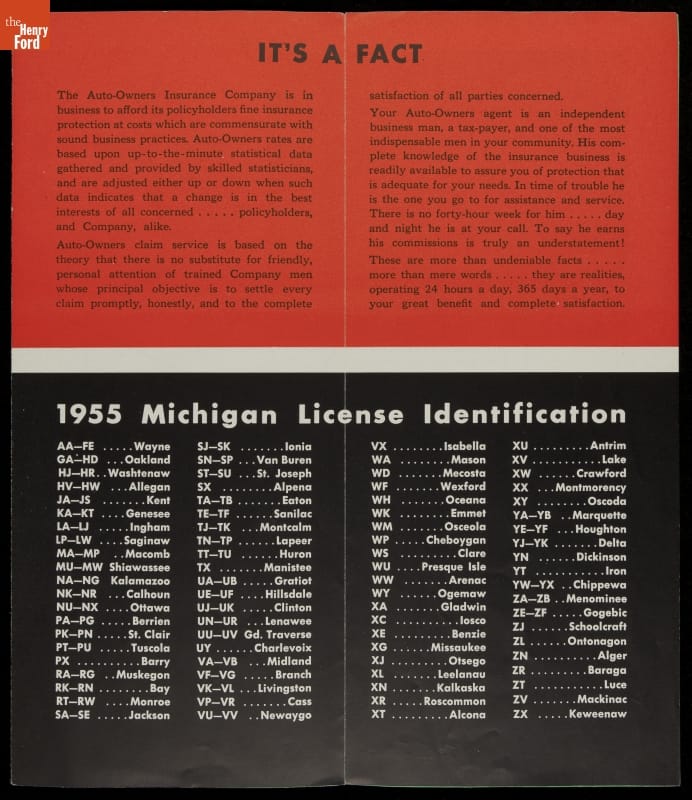 the
Henry
Ford
IT'S A FACT
The Auto-Owners Insurance Company is in
business to afford its policyholders fine insurance
protection at costs which are commensurate with
sound business practices. Auto-Owners rates are
based upon up-to-the-minute statistical data
gathered and provided by skilled statisticians,
and are adjusted either up or down when such
data indicates that a change is in the best
interests of all concerned . . . . . policyholders,
and Company, alike.
Auto-Owners claim service is based on the
theory that there is no substitute for friendly,
personal attention of trained Company men
whose principal objective is to settle every
claim promptly, honestly, and to the complete
satisfaction of all parties concerned.
Your Auto-Owners agent is an independent
business man, a tax-payer, and one of the most
indispensable men in your community. His com-
plete knowledge of the insurance business is
readily available to assure you of protection that
is adequate for your needs. In time of trouble he
is the one you go to for assistance and service.
There is no forty-hour week for him . . . . . day
and night he is at your call. To say he earns
his commissions is truly an understatement!
These are more than undeniable facts . . . . .
more than mere words . . . . . they are realities,
operating 24 hours a day, 365 days a year, to
your great benefit and complete satisfaction.
1955 Michigan License Identification
AA—FE .....Wayne
GA—HD ...Oakland
HJ—HR..Washtenaw
HV—HW ...Allegan
JA—JS ........Kent
KA—KT ...Genesee
LA—LJ .....Ingham
LP—LW ....Saginaw
MA—MP ..Macomb
MU—MW Shiawassee
NA—NG Kalamazoo
NK—NR ...Calhoun
NU—NX ....Ottawa
PA—PG .....Berrien
PK—PN ....St. Clair
PT—PU .....Tuscola
PX .........Barry
RA—RG ..Muskegon
RK—RN ........Bay
RT—RW ....Monroe
SA—SE .....Jackson
SJ—SK .......Ionia
SN—SP ..Van Buren
ST—SU ...St. Joseph
SX ........Alpena
TA—TB .......Eaton
TE—TF .....Sanilac
TJ—TK ...Montcalm
TN—TP .....Lapeer
TT—TU ......Huron
TX .......Manistee
UA—UB ....Gratiot
UE—UF ...Hillsdale
UJ—UK ....Clinton
UN—UR ..Lenawee
UU—UV Gd. Traverse
UY .....Charlevoix
VA—VB ....Midland
VF—VG .....Branch
VK—VL .Livingston
VP—VR .......Cass
VU—VV ..Newaygo
VX .......Isabella
WA ........Mason
WD .......Mecosta
WF .......Wexford
WH .......Oceana
WK ........Emmet
WM ......Osceola
WP ....Cheboygan
WS .........Clare
WU ....Presque Isle
WW ......Arenac
WY ......Ogemaw
XA .......Gladwin
XC .........Iosco
XE ........Benzie
XG .....Missaukee
XJ .......Otsego
XL .......Leelanau
XN ......Kalkaska
XR .....Roscommon
XT ........Alcona
XU ........Antrim
XV ..........Lake
XW ......Crawford
XX ...Montmorency
XY .......Oscoda
YA—YB ..Marquette
YE—YF ...Houghton
YJ—YK ......Delta
YN ......Dickinson
YT ..........Iron
YW—YX ..Chippewa
ZA—ZB ..Menominee
ZE—ZF .....Gogebic
ZJ .....Schoolcraft
ZL .....Ontonagon
ZN .........Alger
ZR ........Baraga
ZT ..........Luce
ZV ......Mackinac
ZX .....Keweenaw